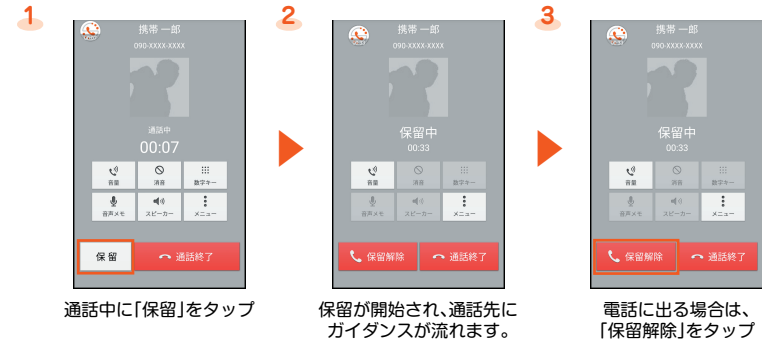 1
携帯 一郎
090-XXXX-XXXX
通話中
00:07
音量
消音
数字キー
音声メモ
スピーカー
メニュー
保留
通話終了
通話中に「保留」をタップ
2
携帯 一郎
090-XXXX-XXXX
保留中
00:33
音量
消音
数字キー
音声メモ
スピーカー
メニュー
保留解除
通話終了
保留が開始され、通話先に
ガイダンスが流れます。
3
携帯 一郎
090-XXXX-XXXX
保留中
00:33
音量
消音
数字キー
音声メモ
スピーカー
メニュー
保留解除
通話終了
電話に出る場合は、
「保留解除」をタップ